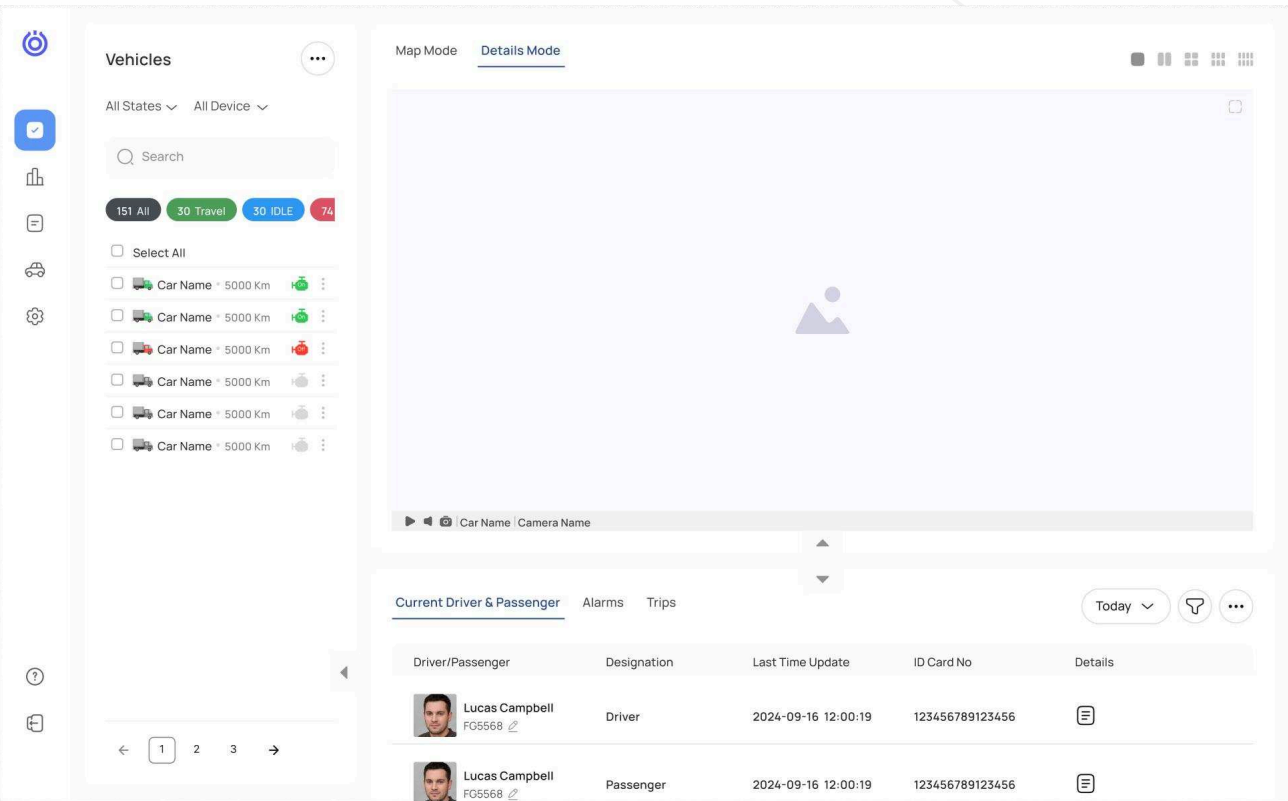 Vehicles
All States
All Device
Search
151 All
30 Travel
30 IDLE
74
Select All
Car Name • 5000 Km On
Car Name • 5000 Km On
Car Name • 5000 Km Off
Car Name • 5000 Km
Car Name • 5000 Km
Car Name • 5000 Km
1 2 3
Map Mode
Details Mode
Car Name | Camera Name
Current Driver & Passenger
Alarms
Trips
Today
Driver/Passenger Designation Last Time Update ID Card No Details
Lucas Campbell
FG5568
Driver 2024-09-16 12:00:19 123456789123456
Lucas Campbell
FG5568
Passenger 2024-09-16 12:00:19 123456789123456